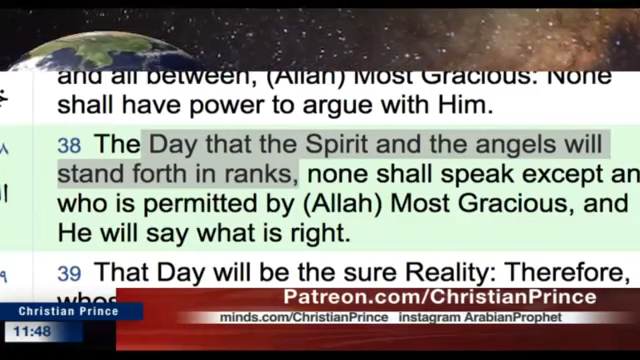 and all between, (Allah) Most Gracious: None
shall have power to argue with Him.
38 The Day that the Spirit and the angels will
stand forth in ranks, none shall speak except an
who is permitted by (Allah) Most Gracious, and
He will say what is right.
39 That Day will be the sure Reality: Therefore,
Patreon.com/ChristianPrince
Christian Prince
minds.com/ChristianPrince instagram ArabianProphet
11:48